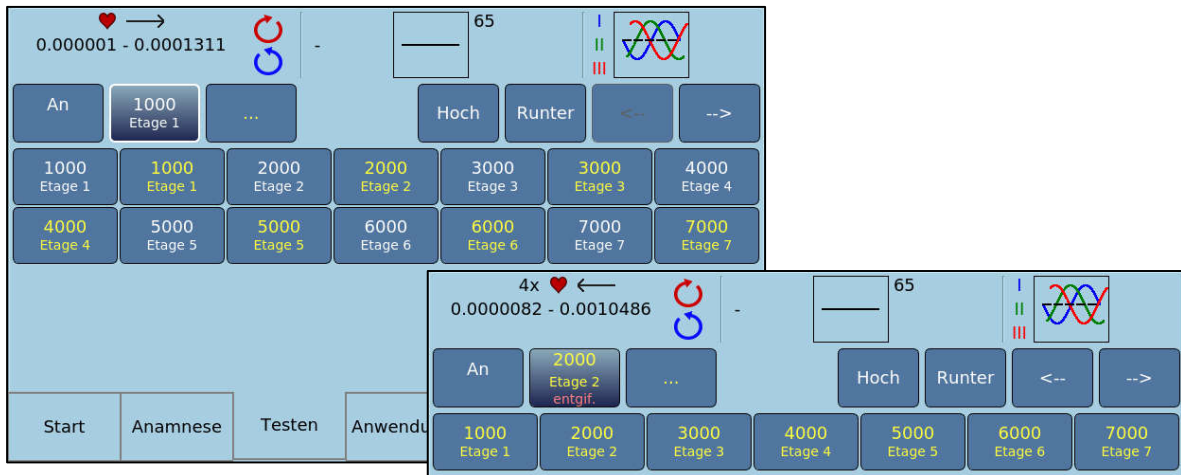 65
I
0.000001 - 0.0001311
-
II
III
An
1000
Etage 1
...
Hoch
Runter
<--
-->
1000
Etage 1
1000
Etage 1
2000
Etage 2
2000
Etage 2
3000
Etage 3
3000
Etage 3
4000
Etage 4
4000
Etage 4
5000
Etage 5
5000
Etage 5
6000
Etage 6
6000
Etage 6
7000
Etage 7
7000
Etage 7
Start
Anamnese
Testen
4x
65
I
0.0000082 - 0.0010486
-
II
III
An
2000
Etage 2
entgif.
...
Hoch
Runter
<--
-->
1000
Etage 1
2000
Etage 2
3000
Etage 3
4000
Etage 4
5000
Etage 5
6000
Etage 6
7000
Etage 7